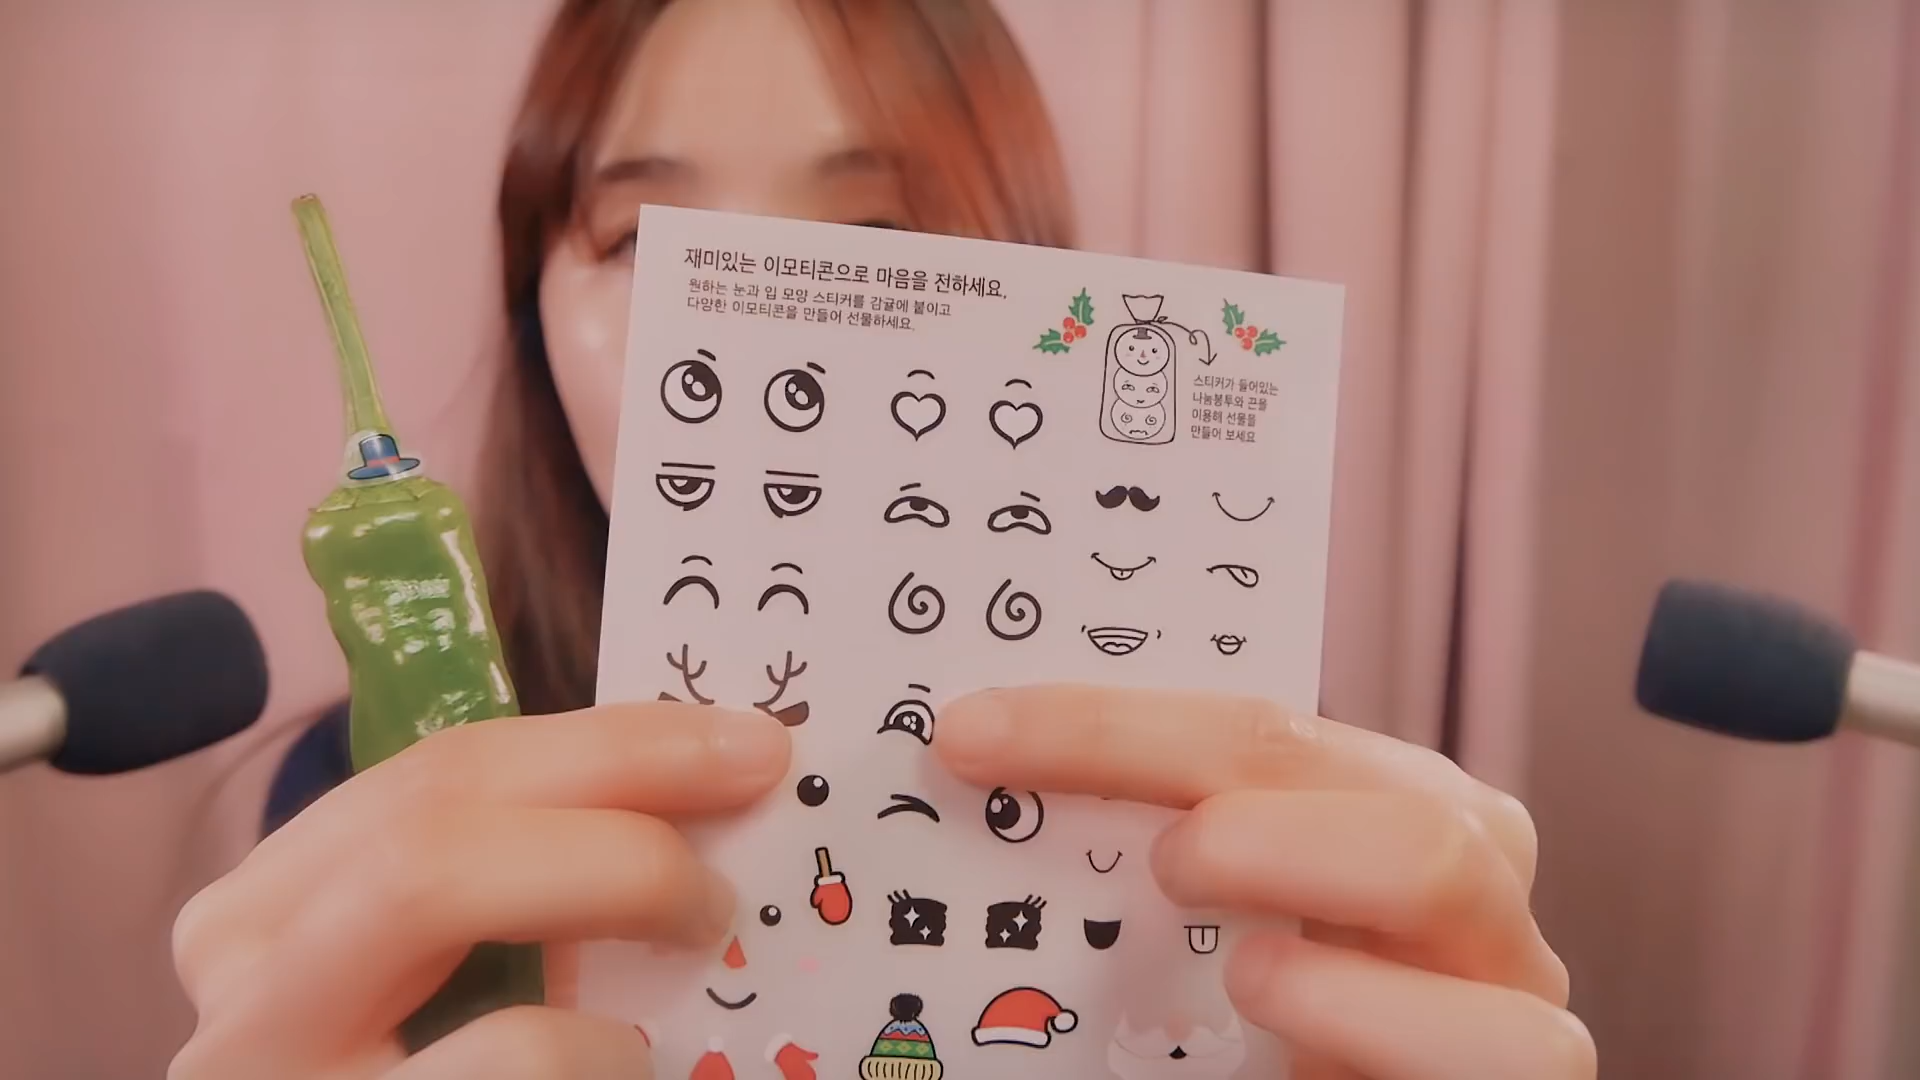 재미있는 이모티콘으로 마음을 전하세요.
원하는 눈과 입 모양 스티커를 감귤에 붙이고
다양한 이모티콘을 만들어 선물하세요.
스티커가 들어있는
나눔봉투와 끈을
이용해 선물을
만들어 보세요